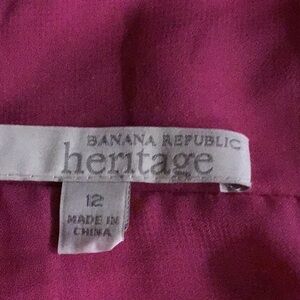 BANANA REPUBLIC
heritage
12
MADE IN
CHINA